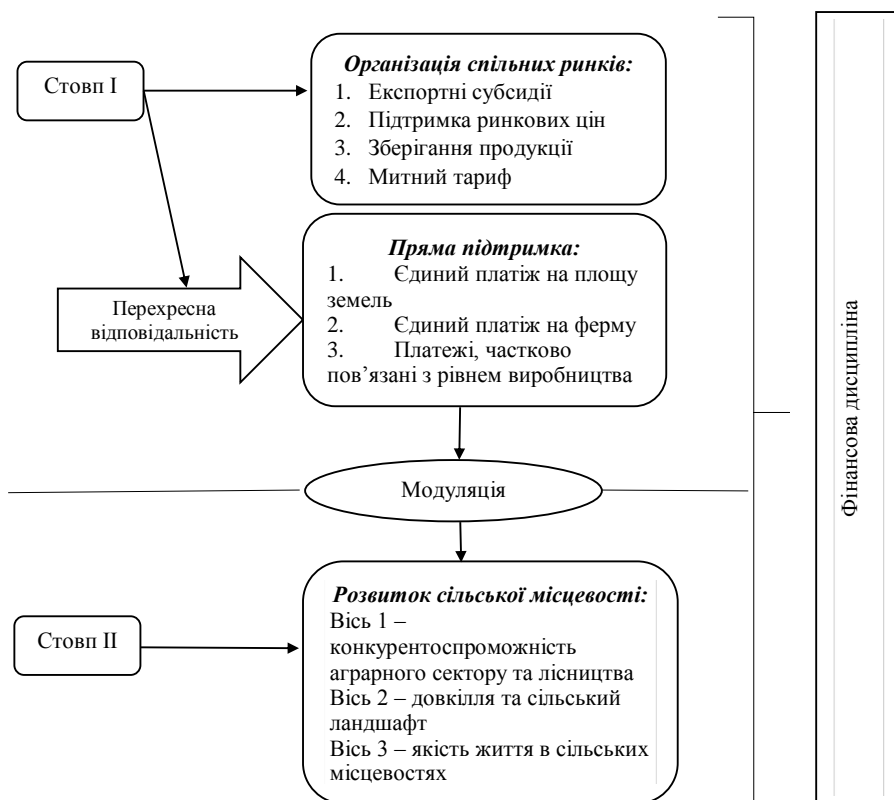 Стовп I
Організація спільних ринків:
1. Експортні субсидії
2. Підтримка ринкових цін
3. Зберігання продукції
4. Митний тариф
Перехресна
відповідальність
Пряма підтримка:
1. Єдиний платіж на площу
земель
2. Єдиний платіж на ферму
3. Платежі, частково
пов’язані з рівнем виробництва
Модуляція
Стовп II
Розвиток сільської місцевості:
Вісь 1 –
конкурентоспроможність
аграрного сектору та лісництва
Вісь 2 – довкілля та сільський
ландшафт
Вісь 3 – якість життя в сільських
місцевостях
Фінансова дисципліна